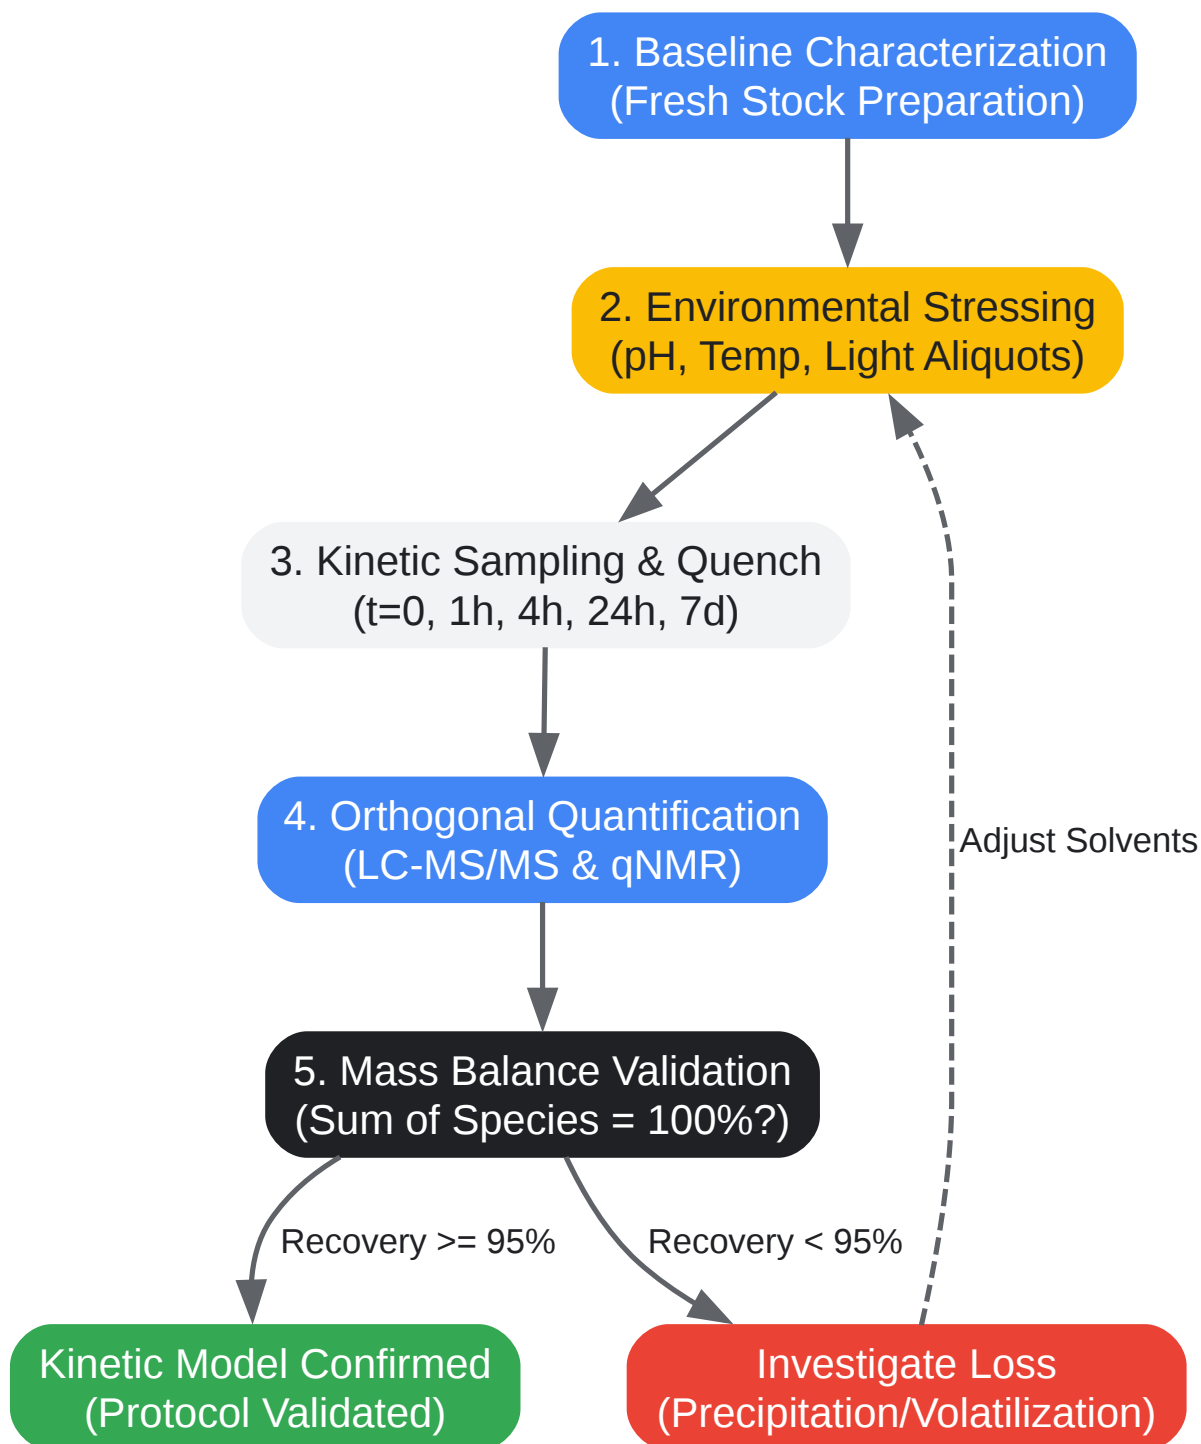 1. Baseline Characterization
(Fresh Stock Preparation)
2. Environmental Stressing
(pH, Temp, Light Aliquots)
3. Kinetic Sampling & Quench
(t=0, 1h, 4h, 24h, 7d)
4. Orthogonal Quantification
(LC-MS/MS & qNMR)
Adjust Solvents
5. Mass Balance Validation
(Sum of Species = 100%?)
Recovery >= 95%
Recovery < 95%
Kinetic Model Confirmed
(Protocol Validated)
Investigate Loss
(Precipitation/Volatilization)